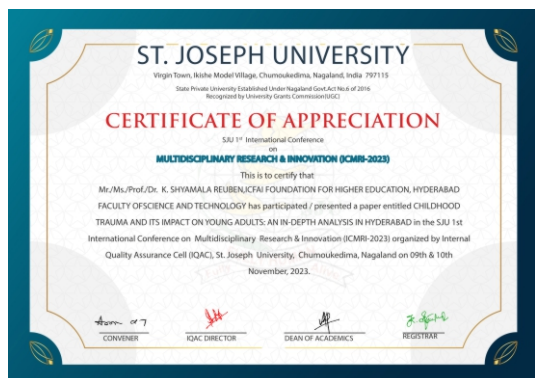 ST. JOSEPH UNIVERSITY
Virgin Town, Ikishe Model Village, Chumoukedima, Nagaland, India 797115
State Private University Established Under Nagaland Govt.Act No.6 of 2016
Recognized by University Grants Commission(UGC)
CERTIFICATE OF APPRECIATION
SJU 1st International Conference
on
MULTIDISCIPLINARY RESEARCH & INNOVATION (ICMRI-2023)
This is to certify that
Mr./Ms./Prof./Dr. K. SHYAMALA REUBEN,ICFAI FOUNDATION FOR HIGHER EDUCATION, HYDERABAD
FACULTY OFSCIENCE AND TECHNOLOGY has participated / presented a paper entitled CHILDHOOD
TRAUMA AND ITS IMPACT ON YOUNG ADULTS: AN IN-DEPTH ANALYSIS IN HYDERABAD in the SJU 1st
International Conference on Multidisciplinary Research & Innovation (ICMRI-2023) organized by Internal
Quality Assurance Cell (IQAC), St. Joseph University, Chumoukedima, Nagaland on 09th & 10th
November, 2023.
CONVENER IQAC DIRECTOR DEAN OF ACADEMICS REGISTRAR